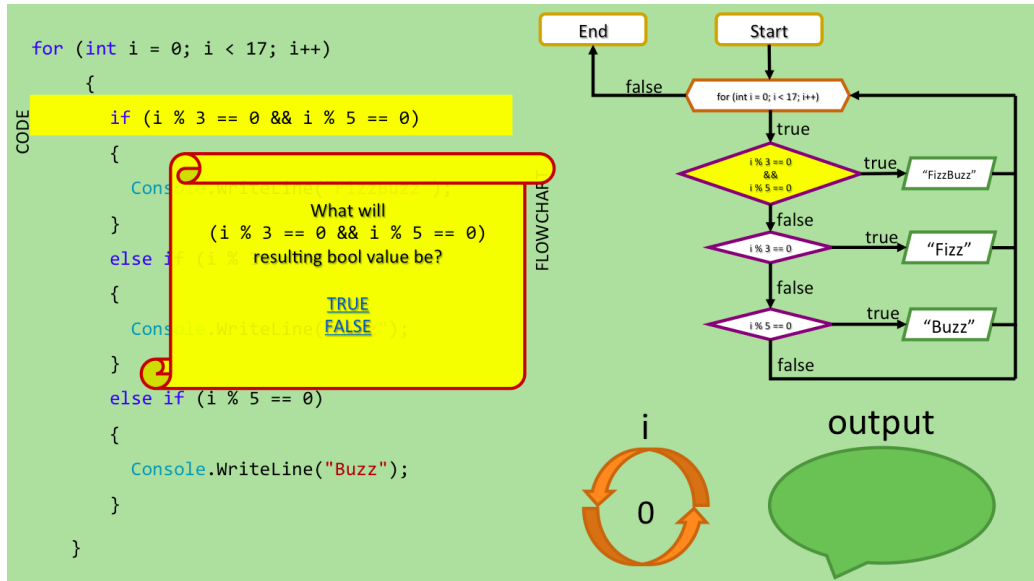 for (int i = 0; i < 17; i++)
{
if (i % 3 == 0 && i % 5 == 0)
{
Console.WriteLine("FizzBuzz");
}
else if (i %
{
Console.WriteLine(
");
}
else if (i % 5 == 0)
{
Console.WriteLine("Buzz");
}
}
CODE
What will
(i % 3 == 0 && i % 5 == 0)
resulting bool value be?
TRUE
FALSE
FLOWCHART
End
Start
false
for (int i = 0; i < 17; i++)
true
i % 3 == 0
&&
i % 5 == 0
true
"FizzBuzz"
false
i % 3 == 0
true
"Fizz"
false
i % 5 == 0
true
"Buzz"
false
i
0
output